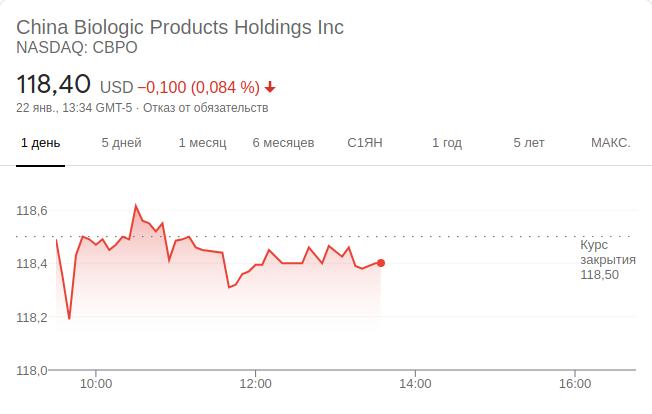 China Biologic Products Holdings Inc
NASDAQ: CBPO
118,40 USD −0,100 (0,084 %)
22 янв., 13:34 GMT-5 · Отказ от обязательств
1 день 5 дней 1 месяц 6 месяцев С1ЯН 1 год 5 лет МАКС.
118,6
118,4
118,2
118,0
Курс
закрытия
118,50
10:00 12:00 14:00 16:00